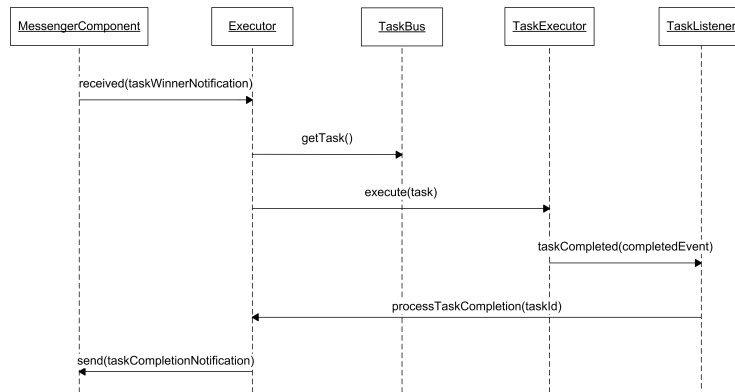 MessengerComponent
Executor
TaskBus
TaskExecutor
TaskListener
received(taskWinnerNotification)
getTask()
execute(task)
taskCompleted(completedEvent)
processTaskCompletion(taskId)
send(taskCompletionNotification)